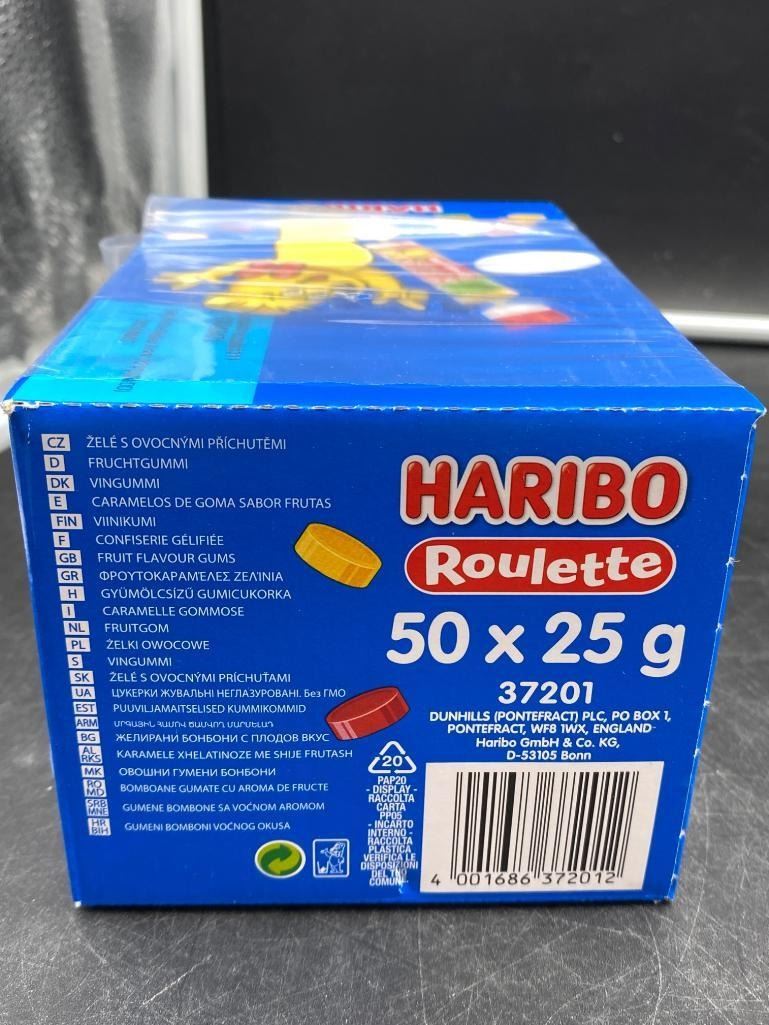 HARIBO
CZ ŽELÉ S OVOCNÝMI PŘÍCHUTĚMI
D FRUCHTGUMMI
DK VINGUMMI
E CARAMELOS DE GOMA SABOR FRUTAS
FIN VIINIKUMI
F CONFISERIE GÉLIFIÉE
GB FRUIT FLAVOUR GUMS
GR ΦΡΟΥΤΟΚΑΡΑΜΕΛΕΣ ΖΕΛΙΝΙΑ
H GYÜMÖLCSÍZŰ GUMICUKORKA
I CARAMELLE GOMMOSE
NL FRUITGOM
PL ŻELKI OWOCOWE
S VINGUMMI
SK ŽELÉ S OVOCNÝMI PRÍCHUŤAMI
UA ЦУКЕРКИ ЖУВАЛЬНІ НЕГЛАЗУРОВАНІ. Без ГМО
EST PUUVILJAMAITSELISED KUMMIKOMMID
ARM
BG ЖЕЛИРАНИ БОНБОНИ С ПЛОДОВ ВКУС
AL RKS KARAMELE XHELATINOZE ME SHIJE FRUTASH
MK ОВОШНИ ГУМЕНИ БОНБОНИ
RO MD BOMBOANE GUMATE CU AROMA DE FRUCTE
SRB MNE GUMENE BOMBONE SA VOĆNOM AROMOM
HR BIH GUMENI BOMBONI VOĆNOG OKUSA
HARIBO
Roulette
50 x 25 g
37201
DUNHILLS (PONTEFRACT) PLC, PO BOX 1,
PONTEFRACT, WF8 1WX, ENGLAND
Haribo GmbH & Co. KG,
D-53105 Bonn
20
PAP20
- DISPLAY -
RACCOLTA
CARTA
PP05
- INCARTO
INTERNO -
RACCOLTA
PLASTICA
VERIFICA LE
DISPOSIZIONI
DEL TUO
COMUNE
4 001686 372012